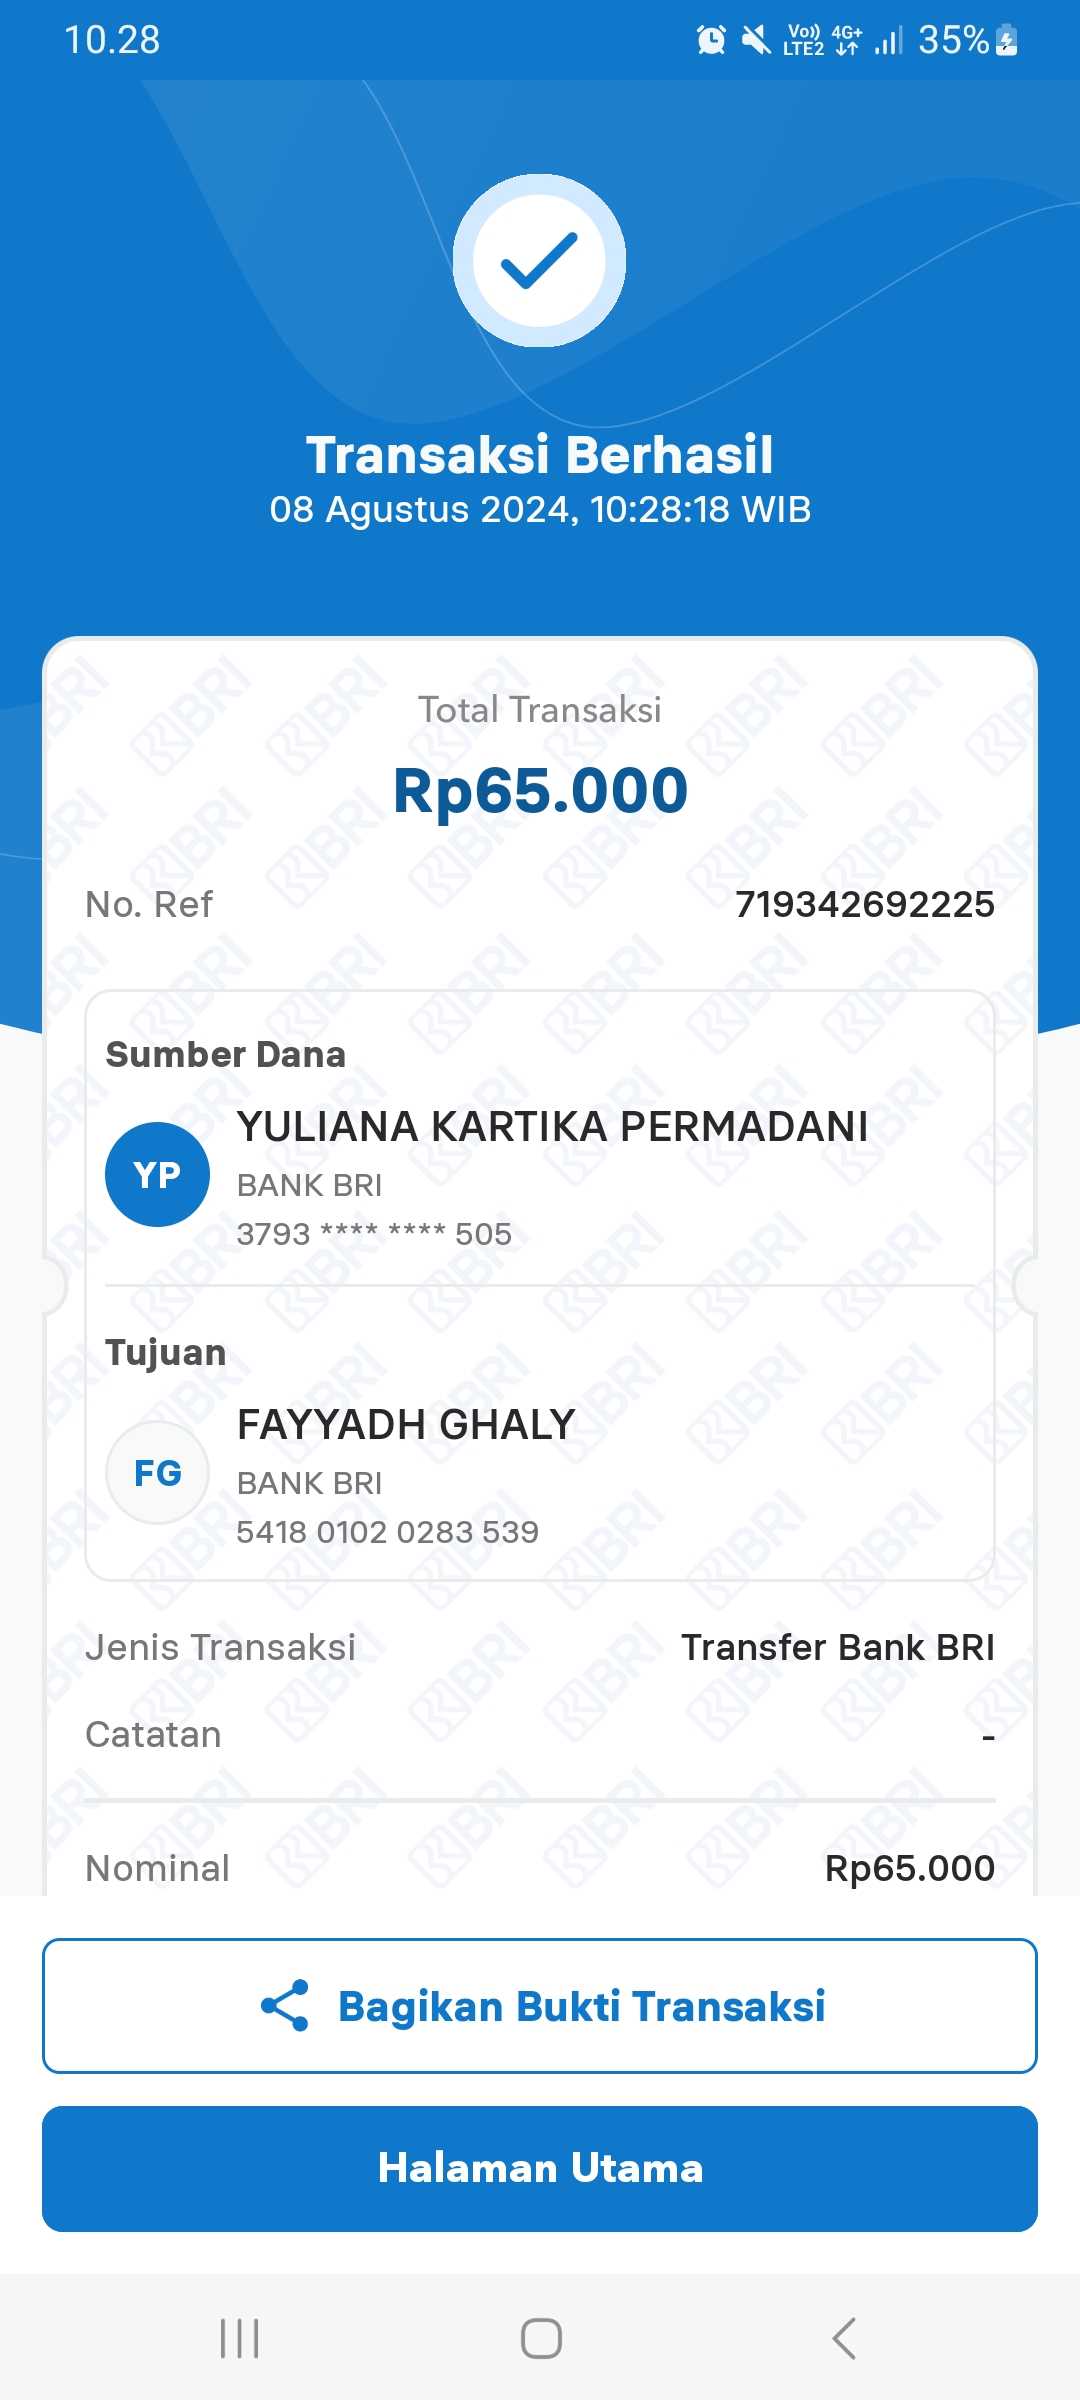 10.28
Vo)) LTE2 4G+ 35%
Transaksi Berhasil
08 Agustus 2024, 10:28:18 WIB
Total Transaksi
Rp65.000
No. Ref 719342692225
Sumber Dana
YP
YULIANA KARTIKA PERMADANI
BANK BRI
3793 **** **** 505
Tujuan
FG
FAYYADH GHALY
BANK BRI
5418 0102 0283 539
Jenis Transaksi Transfer Bank BRI
Catatan -
Nominal Rp65.000
Bagikan Bukti Transaksi
Halaman Utama